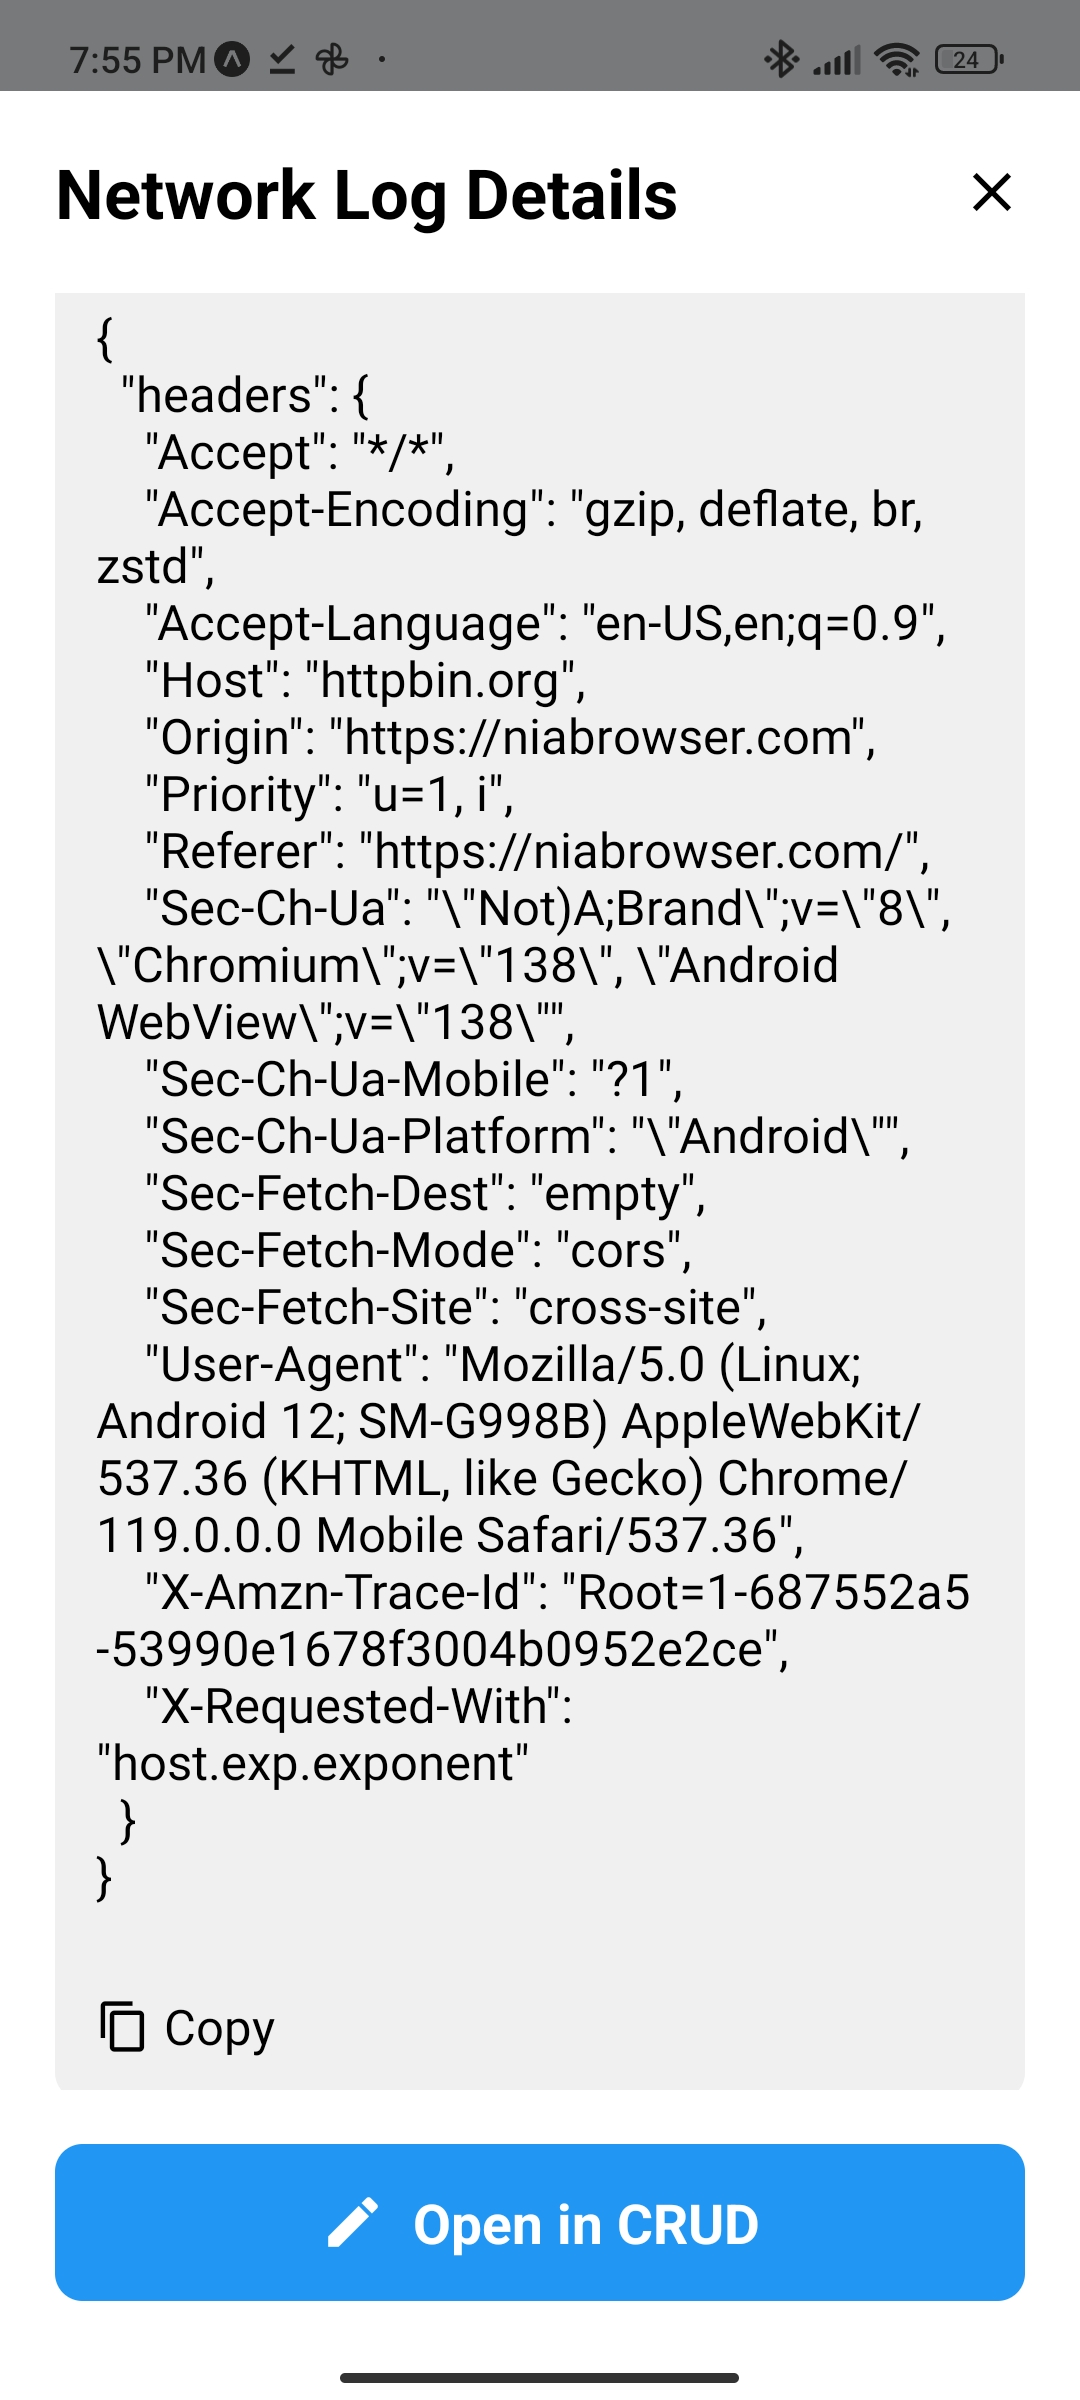 7:55 PM
24
Network Log Details
{
"headers": {
"Accept": "*/*",
"Accept-Encoding": "gzip, deflate, br,
zstd",
"Accept-Language": "en-US,en;q=0.9",
"Host": "httpbin.org",
"Origin": "https://niabrowser.com",
"Priority": "u=1, i",
"Referer": "https://niabrowser.com/",
"Sec-Ch-Ua": "\"Not)A;Brand\";v=\"8\",
\"Chromium\";v=\"138\", \"Android
WebView\";v=\"138\"",
"Sec-Ch-Ua-Mobile": "?1",
"Sec-Ch-Ua-Platform": "\"Android\"",
"Sec-Fetch-Dest": "empty",
"Sec-Fetch-Mode": "cors",
"Sec-Fetch-Site": "cross-site",
"User-Agent": "Mozilla/5.0 (Linux;
Android 12; SM-G998B) AppleWebKit/
537.36 (KHTML, like Gecko) Chrome/
119.0.0.0 Mobile Safari/537.36",
"X-Amzn-Trace-Id": "Root=1-687552a5
-53990e1678f3004b0952e2ce",
"X-Requested-With":
"host.exp.exponent"
}
}
Copy
Open in CRUD